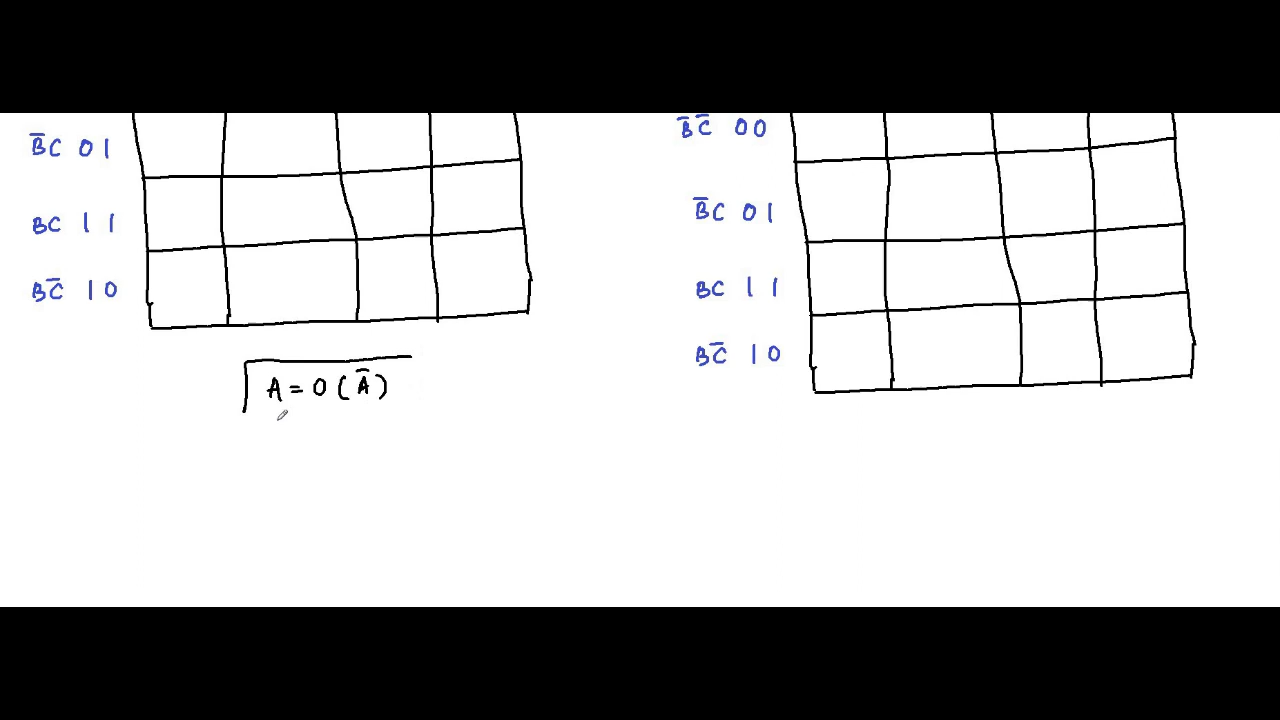 B̅C 01
BC 11
BC̅ 10
A = 0 (A̅)
B̅C̅ 00
B̅C 01
BC 11
BC̅ 10